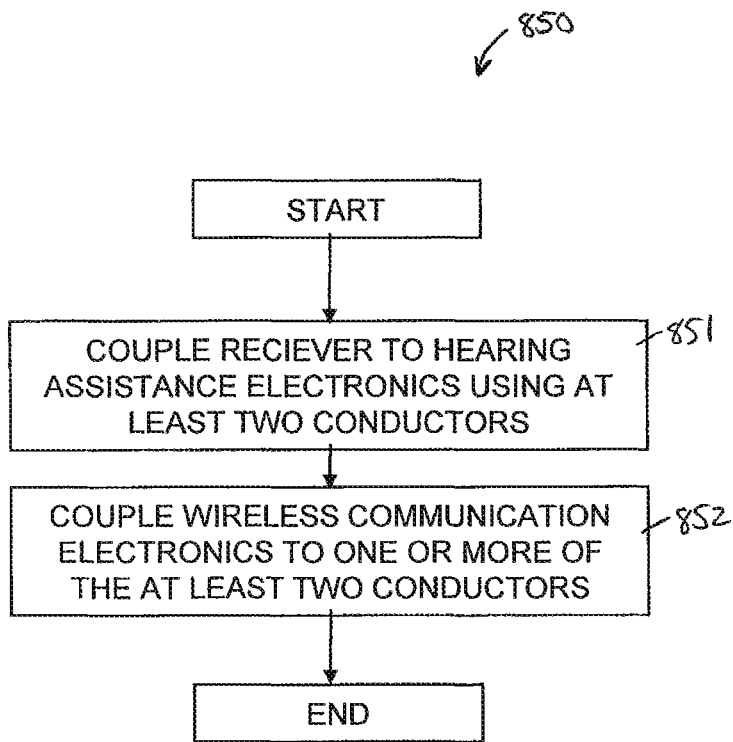 850
START
COUPLE RECIEVER TO HEARING
ASSISTANCE ELECTRONICS USING AT
LEAST TWO CONDUCTORS
851
COUPLE WIRELESS COMMUNICATION
ELECTRONICS TO ONE OR MORE OF
THE AT LEAST TWO CONDUCTORS
852
END